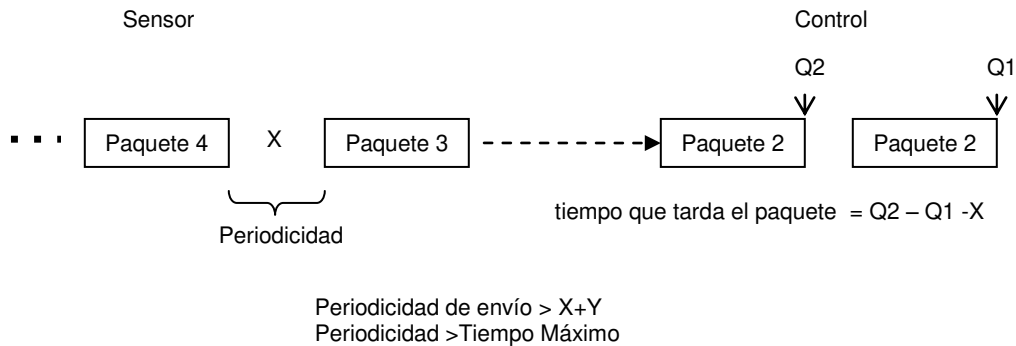 Sensor
Control
Q2
Q1
Paquete 4
X
Paquete 3
Paquete 2
Paquete 2
Periodicidad
tiempo que tarda el paquete = Q2 – Q1 -X
Periodicidad de envío > X+Y
Periodicidad >Tiempo Máximo